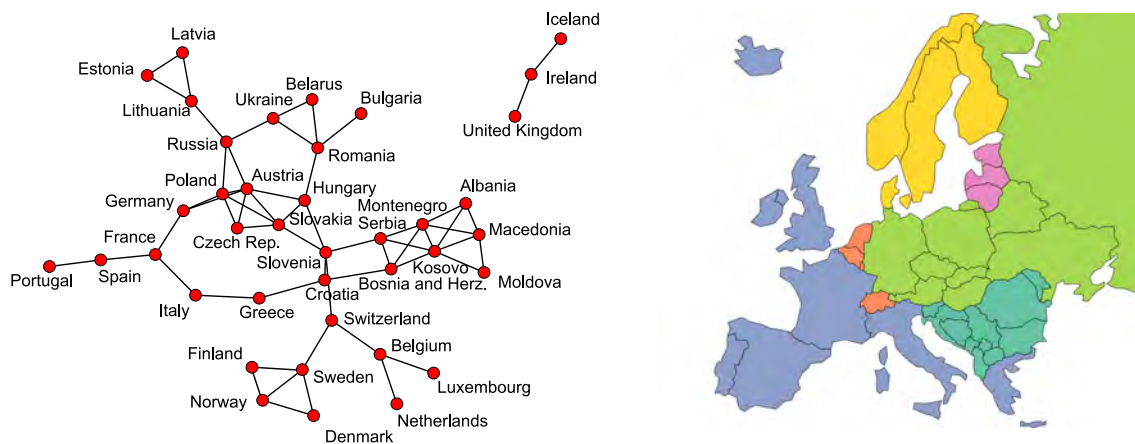 Latvia
Iceland
Estonia
Ireland
Belarus
Ukraine
Bulgaria
Lithuania
United Kingdom
Russia
Romania
Poland
Austria
Hungary
Albania
Germany
Montenegro
Slovakia
Serbia
Macedonia
France
Czech Rep.
Slovenia
Kosovo
Portugal
Spain
Bosnia and Herz.
Moldova
Croatia
Italy
Greece
Switzerland
Finland
Belgium
Sweden
Luxembourg
Norway
Netherlands
Denmark